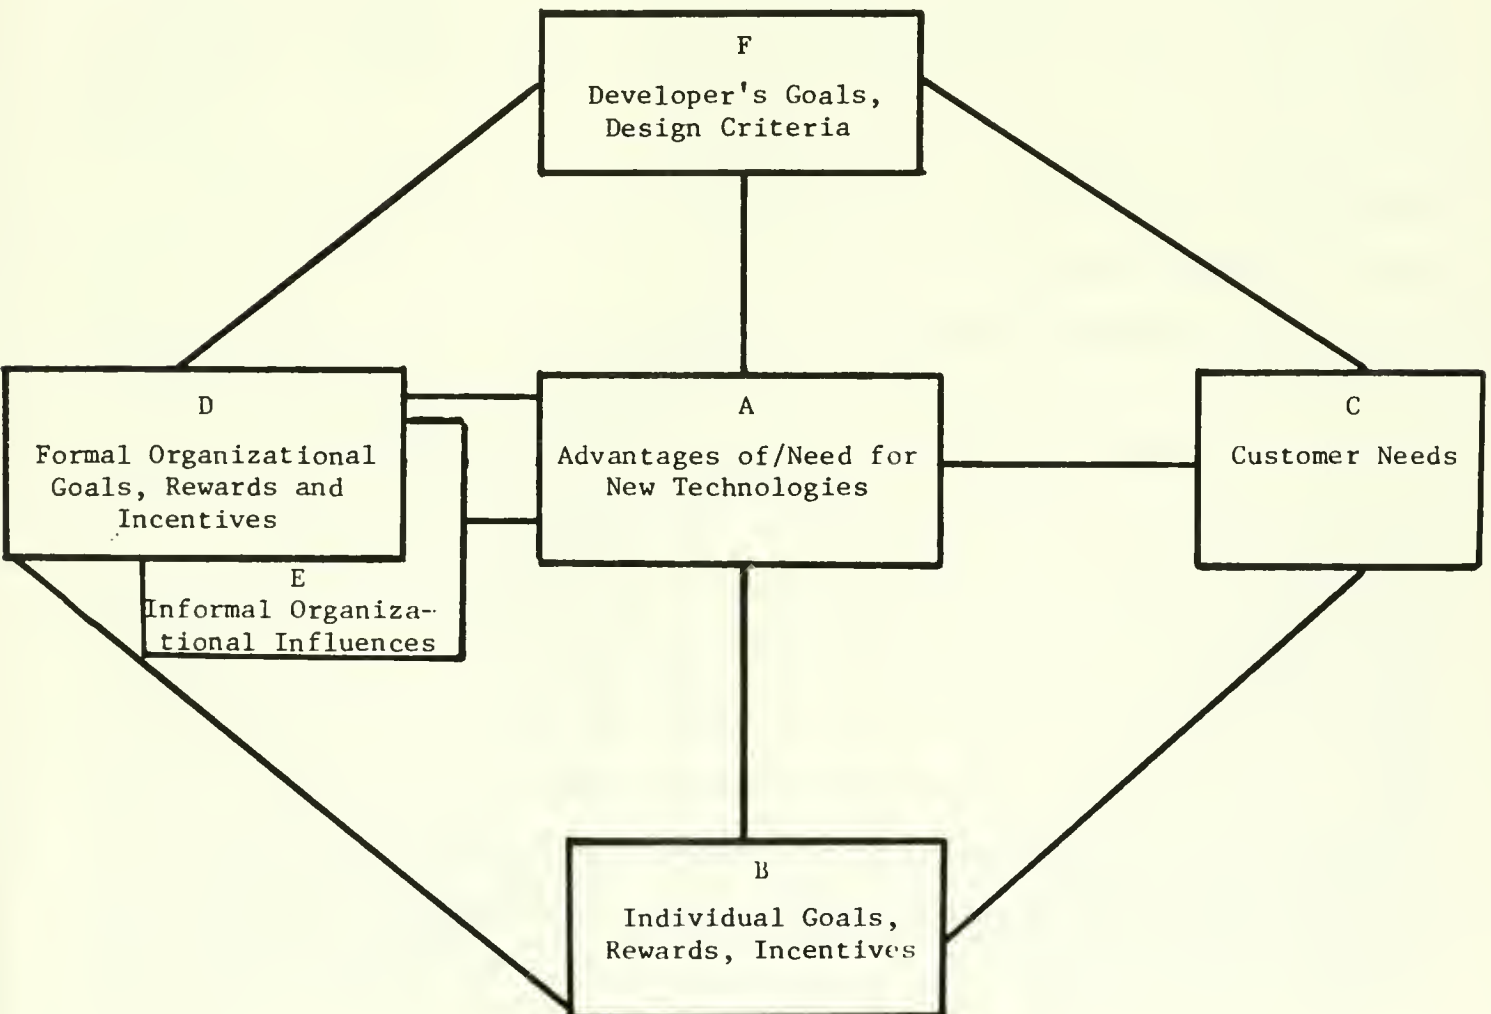 F
Developer's Goals,
Design Criteria
D
Formal Organizational
Goals, Rewards and
Incentives
A
Advantages of/Need for
New Technologies
C
Customer Needs
E
Informal Organiza-
tional Influences
B
Individual Goals,
Rewards, Incentives